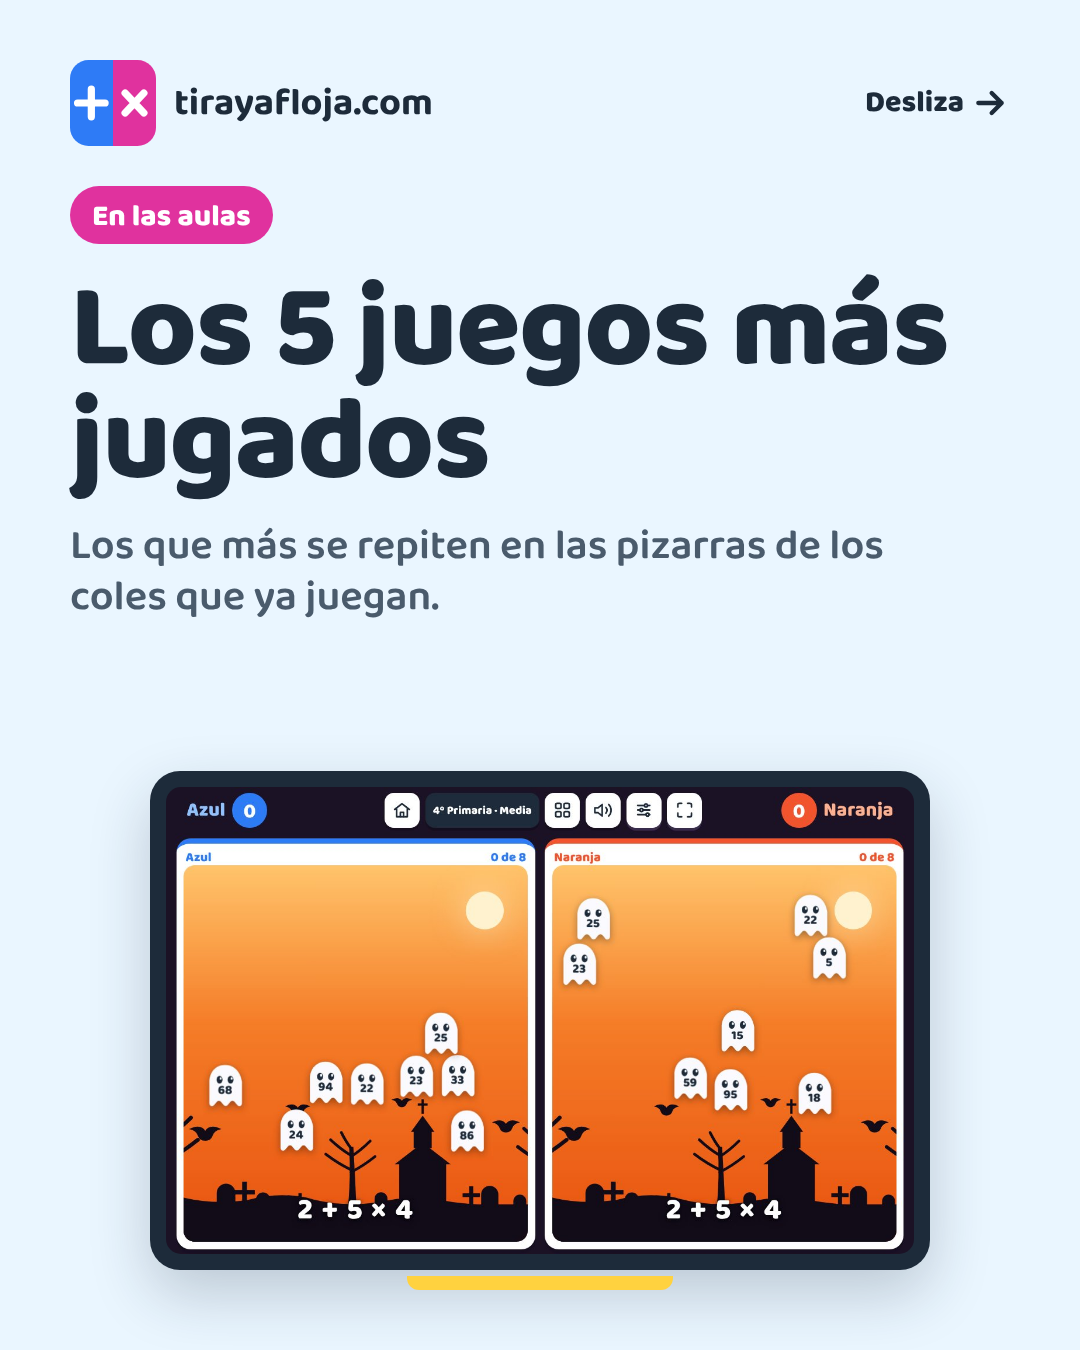 tirayafloja.com
Desliza
En las aulas
Los 5 juegos más
jugados
Los que más se repiten en las pizarras de los
coles que ya juegan.
Azul 0
4º Primaria · Media
0 Naranja
Azul 0 de 8
25
68
94
22
23
33
24
86
2 + 5 × 4
Naranja 0 de 8
25
22
23
5
15
59
95
18
2 + 5 × 4